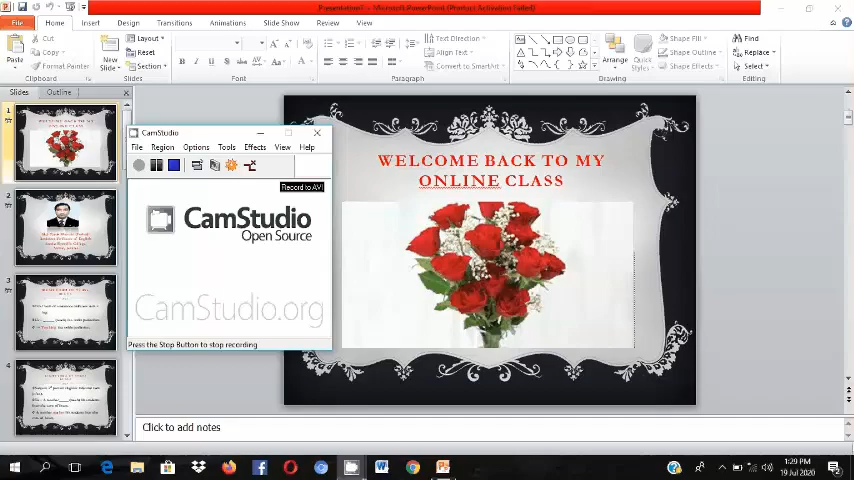 Presentation1 - Microsoft PowerPoint (Product Activation Failed)
File Home Insert Design Transitions Animations Slide Show Review View
Paste
Cut
Copy
Format Painter
Clipboard
New
Slide
Layout
Reset
Section
Slides
Font
Text Direction
Align Text
Convert to SmartArt
Paragraph
Arrange
Quick
Styles
Shape Fill
Shape Outline
Shape Effects
Drawing
Find
Replace
Select
Editing
Slides Outline
1
2
3
4
CamStudio
File Region Options Tools Effects View Help
Record to AVI
CamStudio
Open Source
CamStudio.org
Press the Stop Button to stop recording
WELCOME BACK TO MY
ONLINE CLASS
Click to add notes
1:29 PM
19 Jul 2020